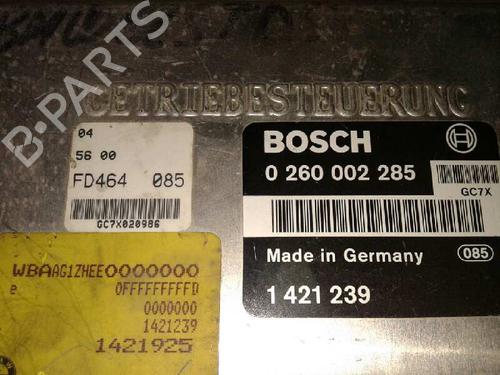 B-PARTS
GETRIEBESTEUERUNG
04
56 00
FD464 085
GC7X020986
BOSCH
0 260 002 285
GC7X
Made in Germany 085
1 421 239
WBAAG1ZHEE0000000
e 0FFFFFFFFFD
0000000
1421239
1421925